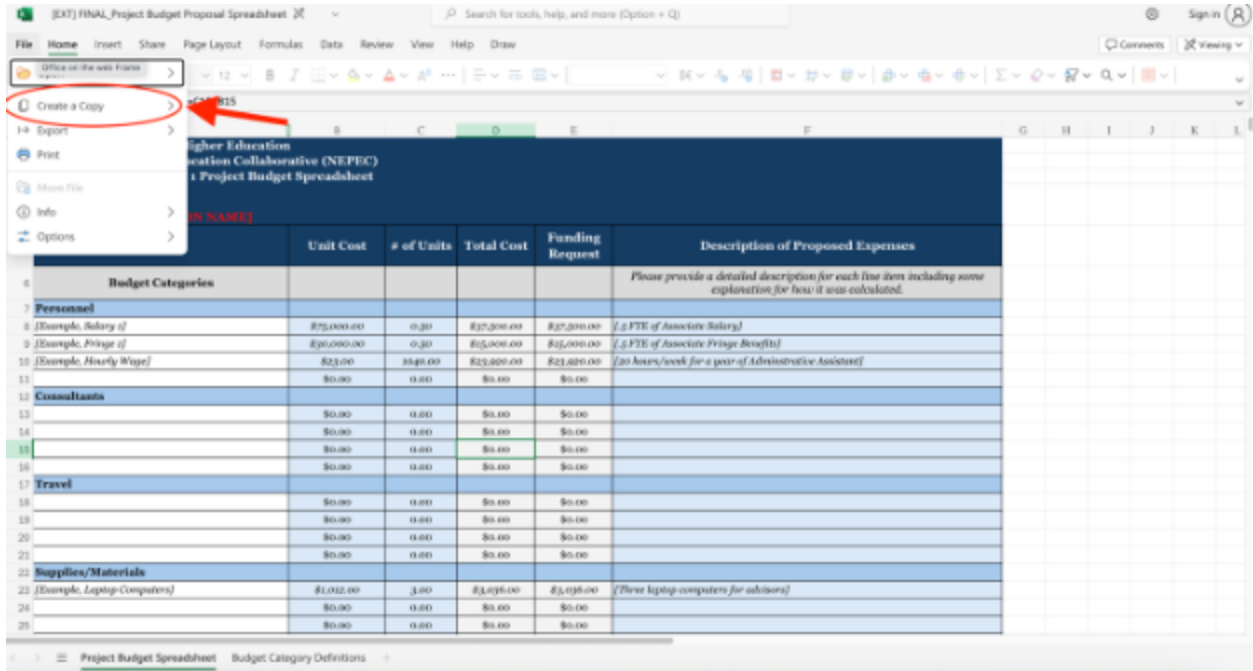 [EXT] FINAL_Project Budget Proposal Spreadsheet
Search for tools, help, and more (Option + Q)
Sign in
File Home Insert Share Page Layout Formulas Data Review View Help Draw
Comments Viewing
Office on the web Frame
12 B
Create a Copy
B15
Export
B C D E F G H I J K L
Print
Higher Education
Education Collaborative (NEPEC)
1 Project Budget Spreadsheet
Move File
Info
NAME]
Options
Unit Cost # of Units Total Cost Funding Request Description of Proposed Expenses
6 Budget Categories Please provide a detailed description for each line item including some
explanation for how it was calculated.
7 Personnel
8 [Example, Salary 1] $75,000.00 0.50 $37,500.00 $37,500.00 [.5 FTE of Associate Salary]
9 [Example, Fringe 1] $30,000.00 0.50 $15,000.00 $15,000.00 [.5 FTE of Associate Fringe Benefits]
10 [Example, Hourly Wage] $23.00 1040.00 $23,920.00 $23,920.00 [20 hours/week for a year of Adminstrative Assistant]
11 $0.00 0.00 $0.00 $0.00
12 Consultants
13 $0.00 0.00 $0.00 $0.00
14 $0.00 0.00 $0.00 $0.00
15 $0.00 0.00 $0.00 $0.00
16 $0.00 0.00 $0.00 $0.00
17 Travel
18 $0.00 0.00 $0.00 $0.00
19 $0.00 0.00 $0.00 $0.00
20 $0.00 0.00 $0.00 $0.00
21 $0.00 0.00 $0.00 $0.00
22 Supplies/Materials
23 [Example, Laptop Computers] $1,012.00 3.00 $3,036.00 $3,036.00 [Three laptop computers for advisors]
24 $0.00 0.00 $0.00 $0.00
25 $0.00 0.00 $0.00 $0.00
Project Budget Spreadsheet Budget Category Definitions